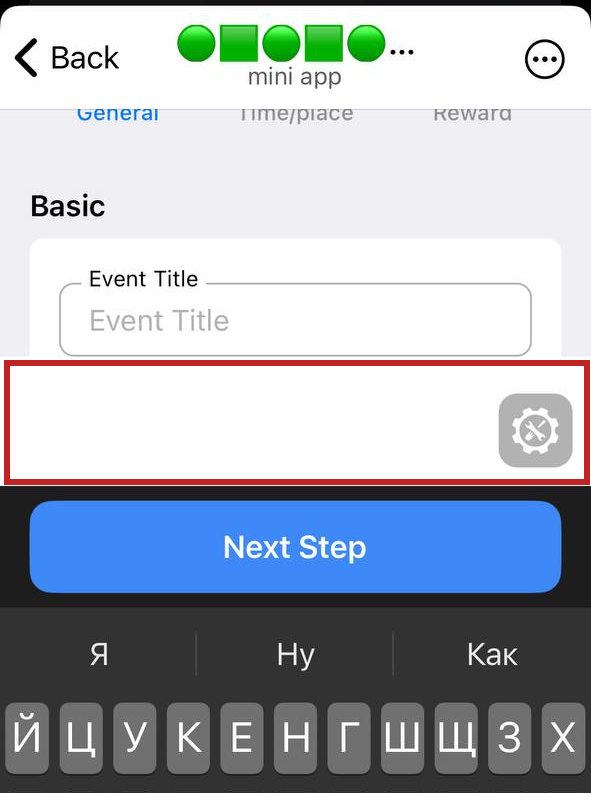 Back
...
mini app
General Time/place Reward
Basic
Event Title
Event Title
Next Step
Я Ну Как
Й Ц У К Е Н Г Ш Щ З Х